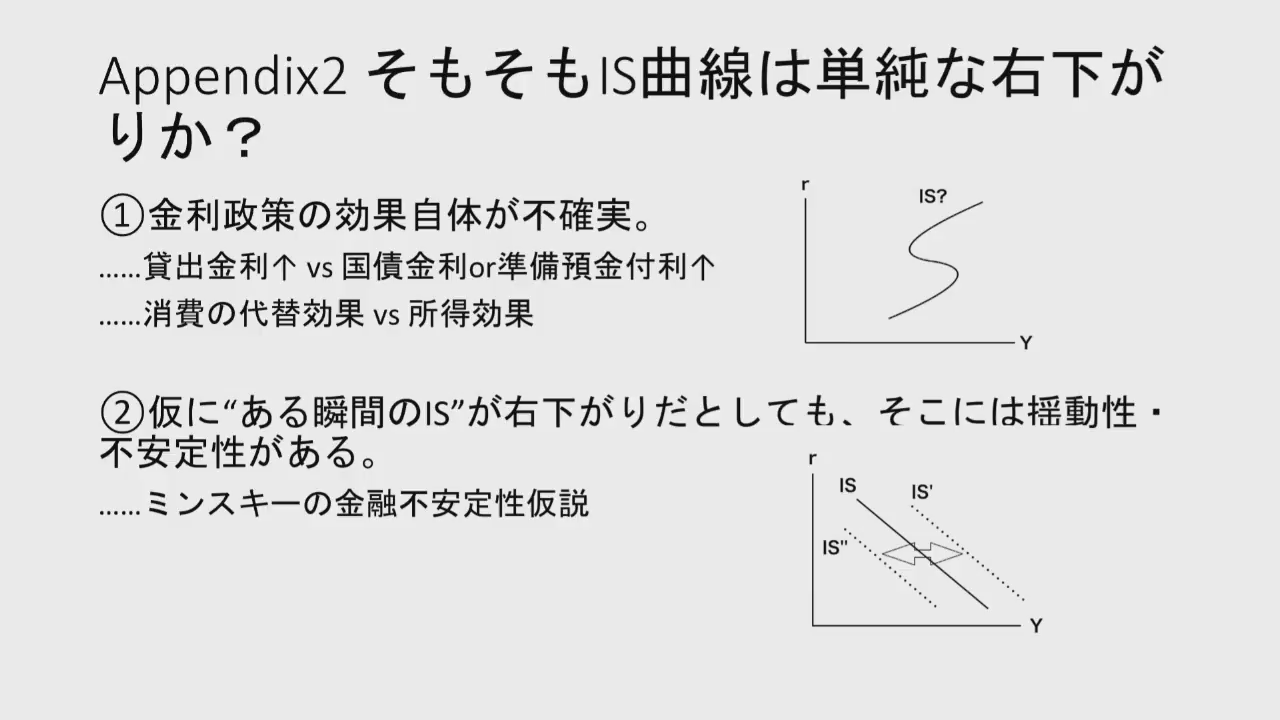 Appendix2 そもそもIS曲線は単純な右下が
りか？
①金利政策の効果自体が不確実。
……貸出金利↑ vs 国債金利or準備預金付利↑
……消費の代替効果 vs 所得効果
r
IS?
Y
②仮に“ある瞬間のIS”が右下がりだとしても、そこには揺動性・
不安定性がある。
……ミンスキーの金融不安定性仮説
r
IS
IS'
IS''
Y